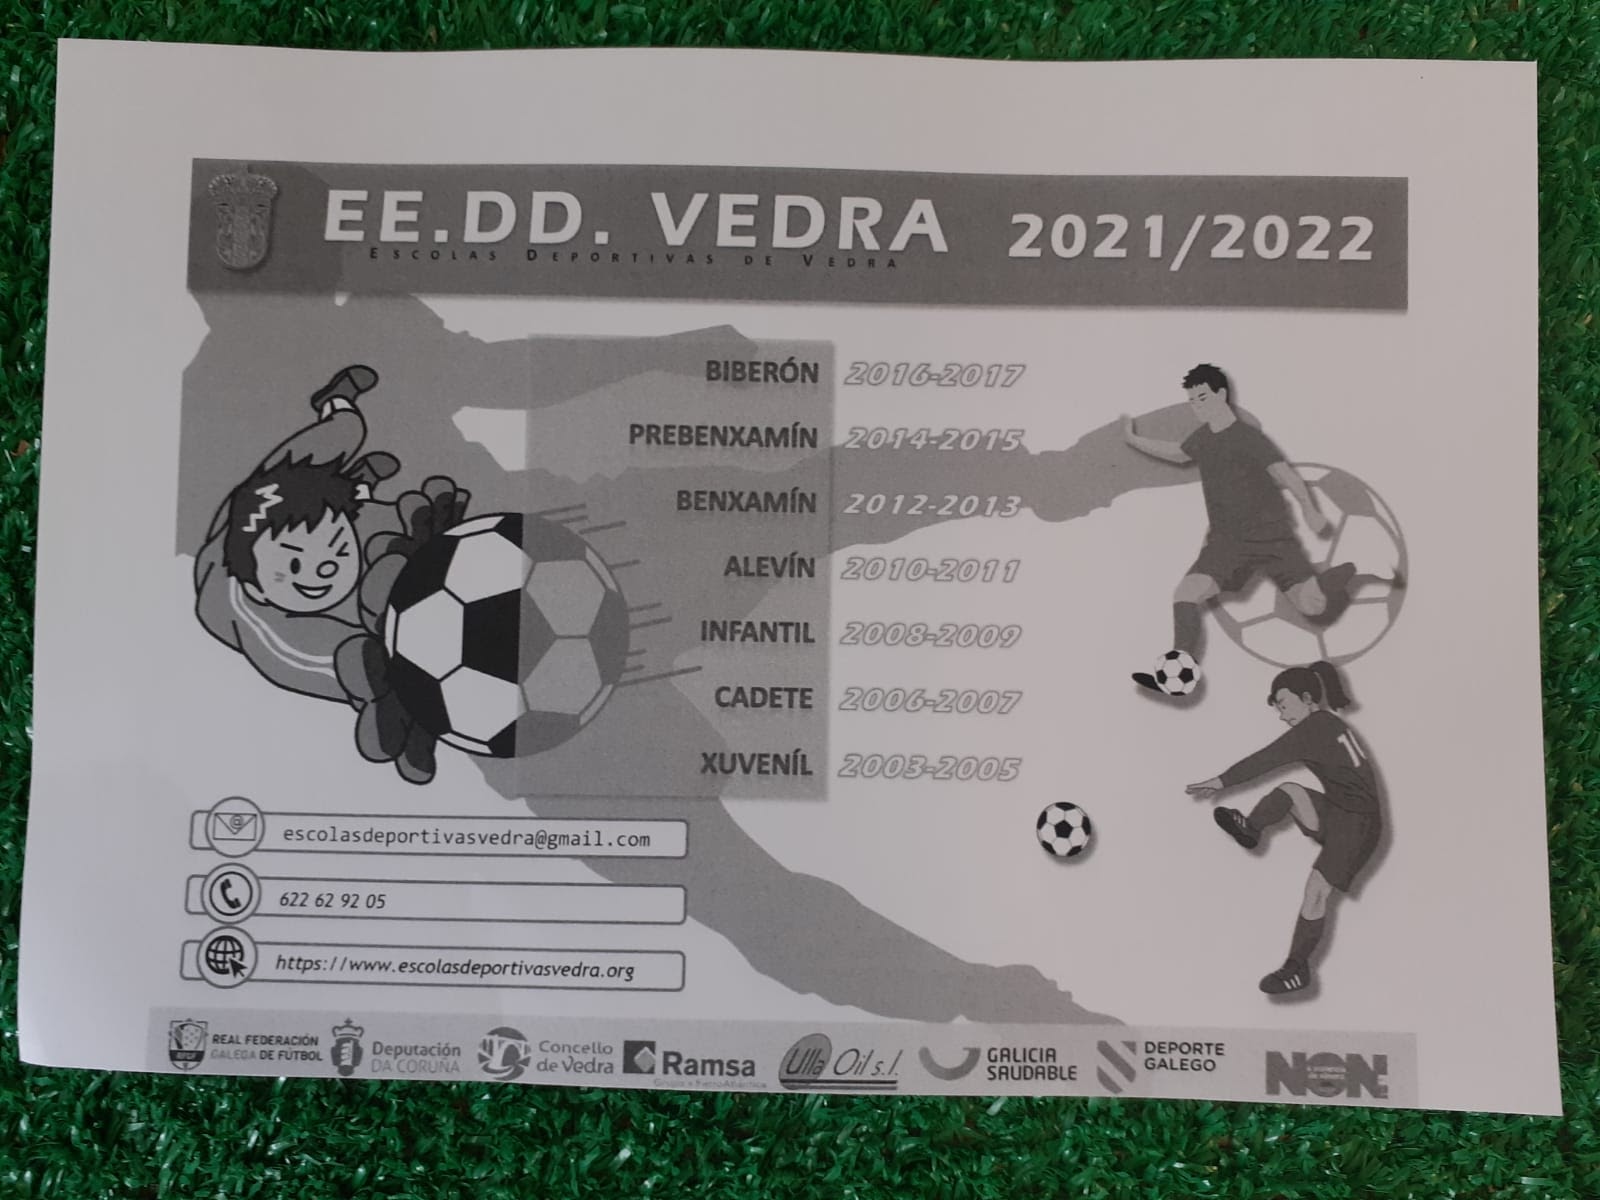 EE.DD. VEDRA 2021/2022
ESCOLAS DEPORTIVAS DE VEDRA
BIBERÓN 2016-2017
PREBENXAMÍN 2014-2015
BENXAMÍN 2012-2013
ALEVÍN 2010-2011
INFANTIL 2008-2009
CADETE 2006-2007
XUVENÍL 2003-2005
escolasdeportivasvedra@gmail.com
622 62 92 05
https://www.escolasdeportivasvedra.org
REAL FEDERACIÓN
GALEGA DE FÚTBOL
Deputación
DA CORUÑA
Concello
de Vedra
Ramsa
Grupo
Ulla Oil s.l.
GALICIA
SAUDABLE
DEPORTE
GALEGO
NON